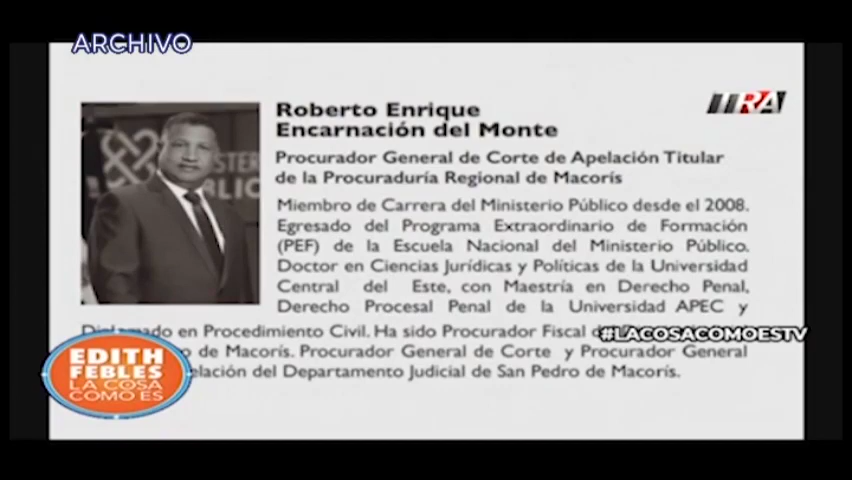 ARCHIVO
TRA
Roberto Enrique
Encarnación del Monte
Procurador General de Corte de Apelación Titular
de la Procuraduría Regional de Macorís
Miembro de Carrera del Ministerio Público desde el 2008.
Egresado del Programa Extraordinario de Formación
(PEF) de la Escuela Nacional del Ministerio Público.
Doctor en Ciencias Jurídicas y Políticas de la Universidad
Central del Este, con Maestría en Derecho Penal,
Derecho Procesal Penal de la Universidad APEC y
en Procedimiento Civil. Ha sido Procurador Fiscal
#LACOSACOMOESTV
de Macorís. Procurador General de Corte y Procurador General
del Departamento Judicial de San Pedro de Macorís.
EDITH
FEBLES
LA COSA
COMO ES